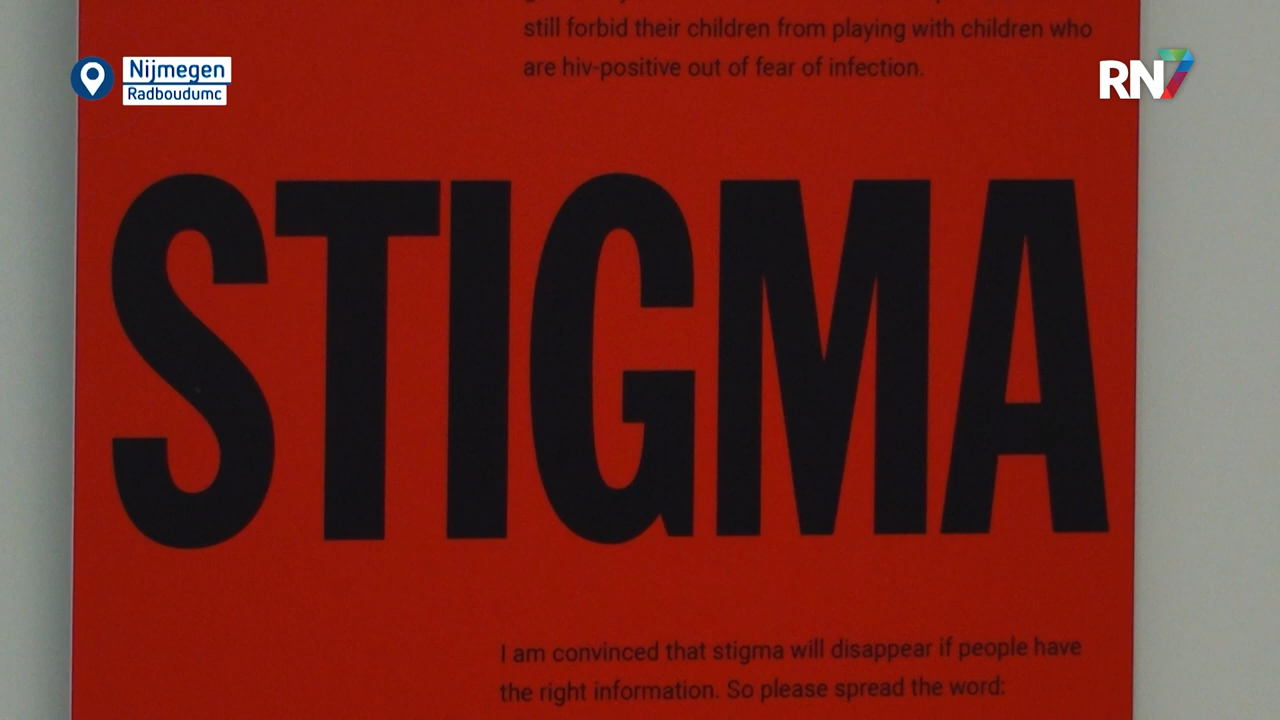 still forbid their children from playing with children who
are hiv-positive out of fear of infection.
Nijmegen
Radboudumc
RN7
STIGMA
I am convinced that stigma will disappear if people have
the right information. So please spread the word: